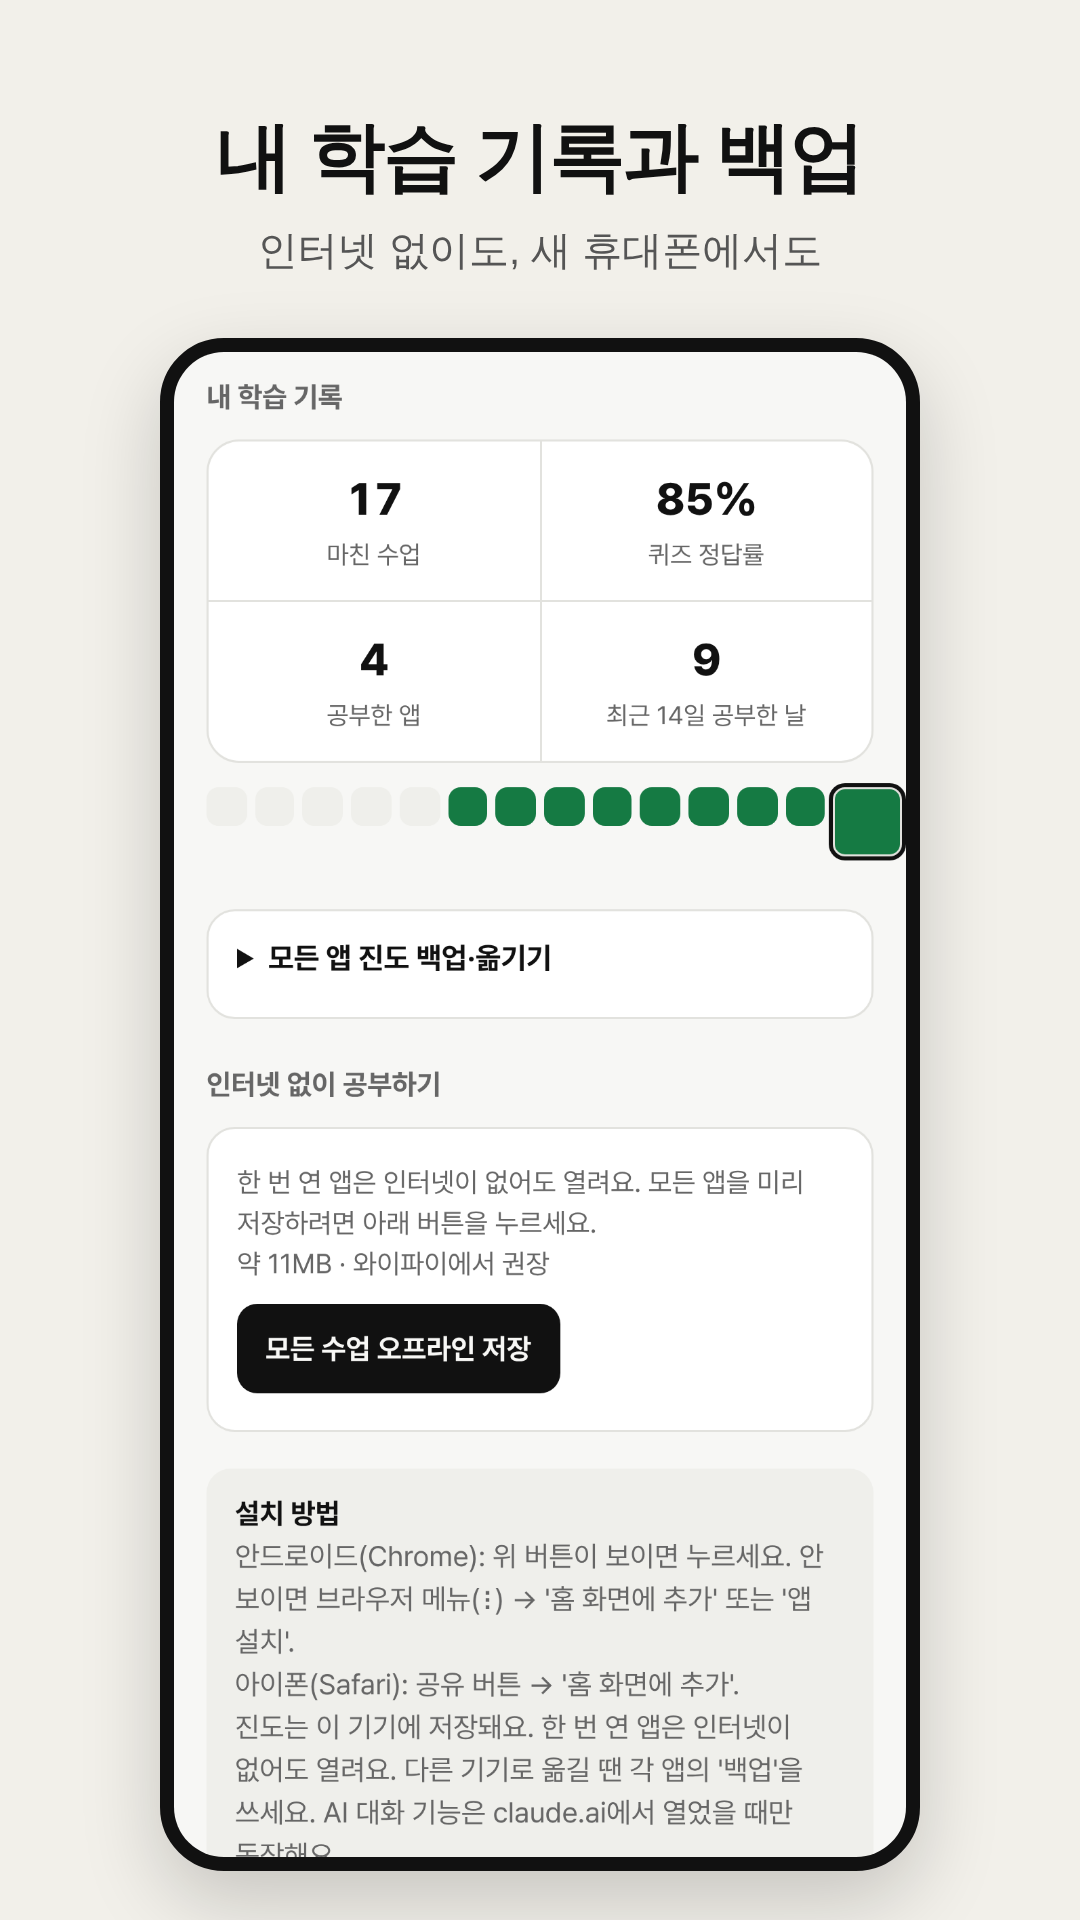 내 학습 기록과 백업
인터넷 없이도, 새 휴대폰에서도
내 학습 기록
17
마친 수업
85%
퀴즈 정답률
4
공부한 앱
9
최근 14일 공부한 날
▶ 모든 앱 진도 백업·옮기기
인터넷 없이 공부하기
한 번 연 앱은 인터넷이 없어도 열려요. 모든 앱을 미리
저장하려면 아래 버튼을 누르세요.
약 11MB · 와이파이에서 권장
모든 수업 오프라인 저장
설치 방법
안드로이드(Chrome): 위 버튼이 보이면 누르세요. 안
보이면 브라우저 메뉴(⋮) → '홈 화면에 추가' 또는 '앱
설치'.
아이폰(Safari): 공유 버튼 → '홈 화면에 추가'.
진도는 이 기기에 저장돼요. 한 번 연 앱은 인터넷이
없어도 열려요. 다른 기기로 옮길 땐 각 앱의 '백업'을
쓰세요. AI 대화 기능은 claude.ai에서 열었을 때만
동작해요